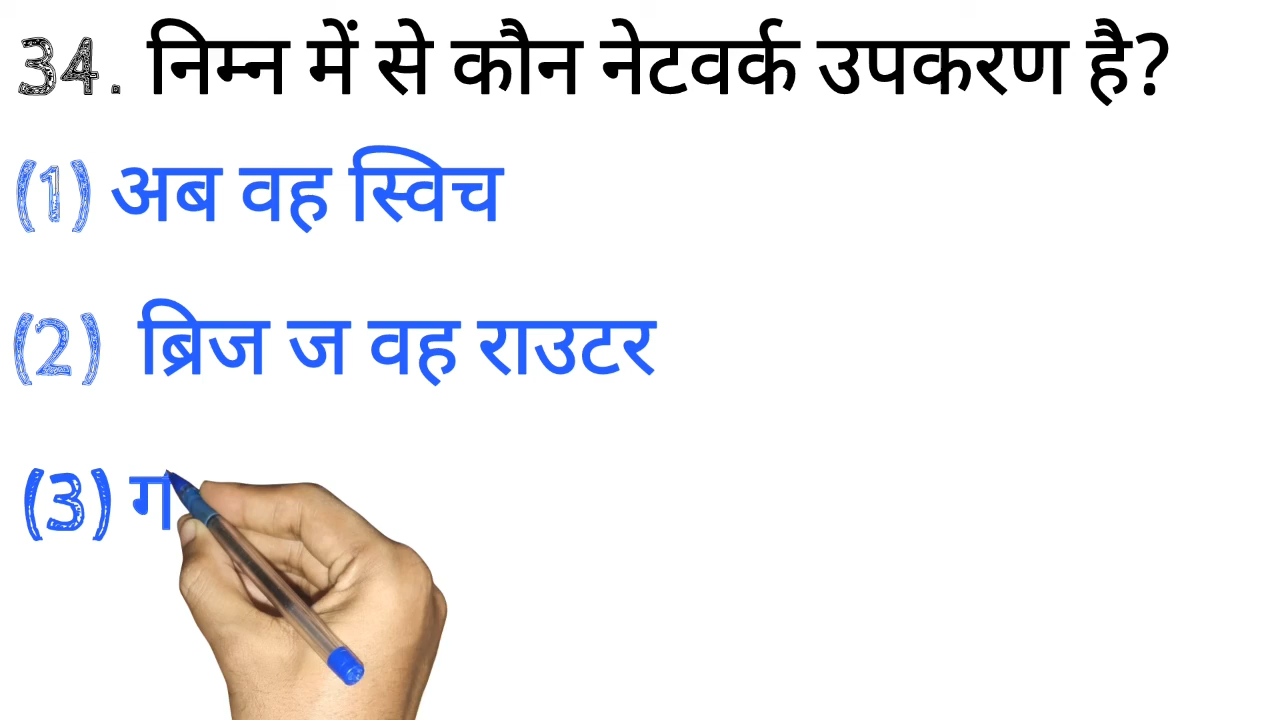 34. निम्न में से कौन नेटवर्क उपकरण है?
(1) अब वह स्विच
(2) ब्रिज ज वह राउटर
(3) ग